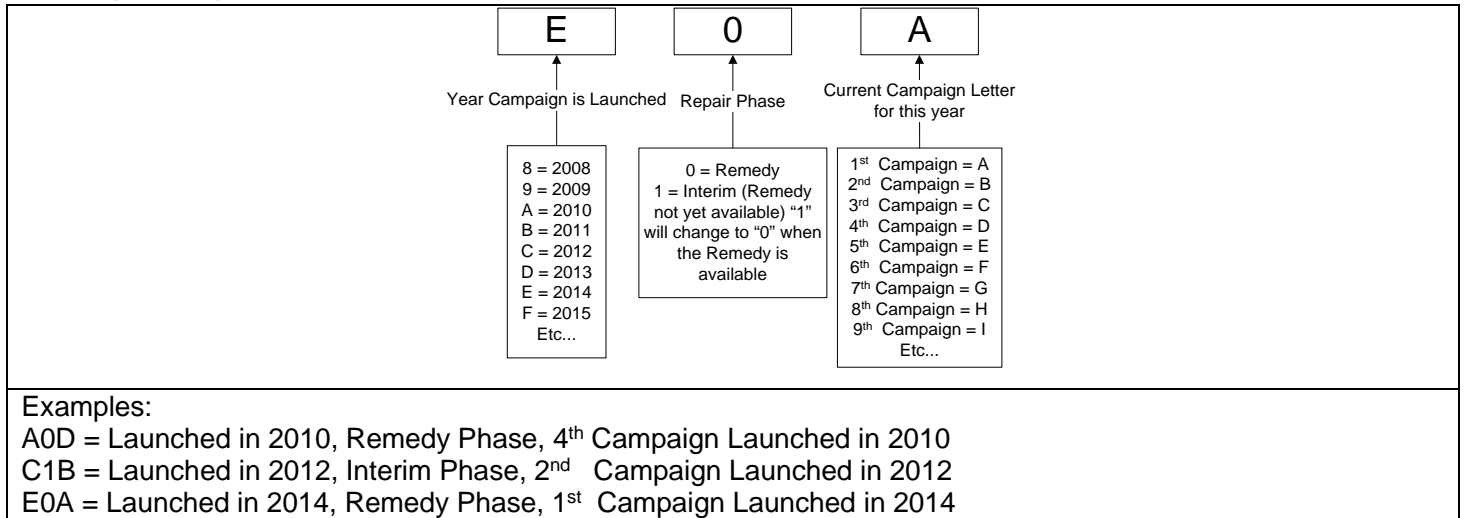 E 0 A
Year Campaign is Launched Repair Phase Current Campaign Letter
for this year
8 = 2008
9 = 2009
A = 2010
B = 2011
C = 2012
D = 2013
E = 2014
F = 2015
Etc...
0 = Remedy
1 = Interim (Remedy
not yet available) “1”
will change to “0” when
the Remedy is
available
1st Campaign = A
2nd Campaign = B
3rd Campaign = C
4th Campaign = D
5th Campaign = E
6th Campaign = F
7th Campaign = G
8th Campaign = H
9th Campaign = I
Etc...
Examples:
A0D = Launched in 2010, Remedy Phase, 4th Campaign Launched in 2010
C1B = Launched in 2012, Interim Phase, 2nd Campaign Launched in 2012
E0A = Launched in 2014, Remedy Phase, 1st Campaign Launched in 2014